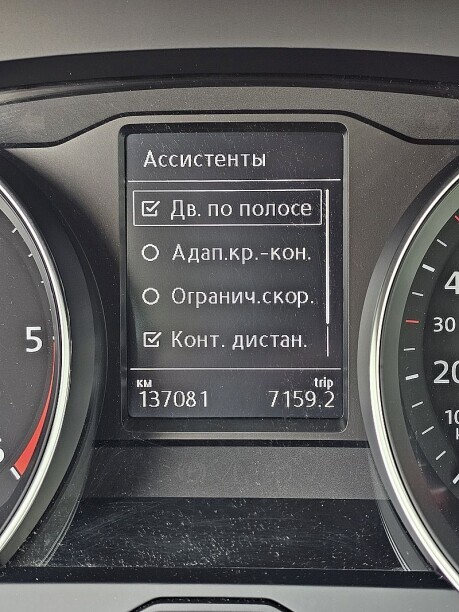 Ассистенты
Дв. по полосе
Адап.кр.-кон.
Огранич.скор.
Конт. дистан.
км trip
137081 7159.2
5
30
20